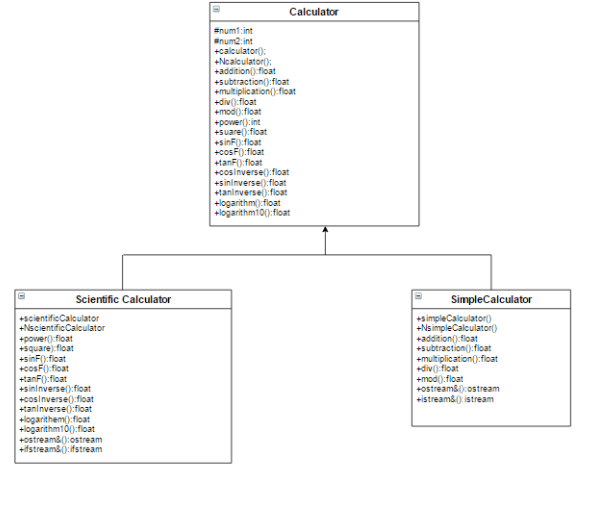 Calculator
#num1:int
#num2:int
+calculator();
+Ncalculator();
+addition():float
+subtraction():float
+multiplication():float
+div():float
+mod():float
+power():int
+suare():float
+sinF():float
+cosF():float
+tanF():float
+cosInverse():float
+sinInverse():float
+tanInverse():float
+logarithm():float
+logarithm10():float
Scientific Calculator
+scientificCalculator
+NscientificCalculator
+power():float
+square):float
+sinF():float
+cosF():float
+tanF():float
+sinInverse():float
+cosInverse():float
+tanInverse():float
+logarithem():float
+logarithm10():float
+ostream&():ostream
+ifstream&():ifstream
SimpleCalculator
+simpleCalculator()
+NsimpleCalculator()
+addition():float
+subtraction():float
+multiplication():float
+div():float
+mod():float
+ostream&():ostream
+istream&():istream